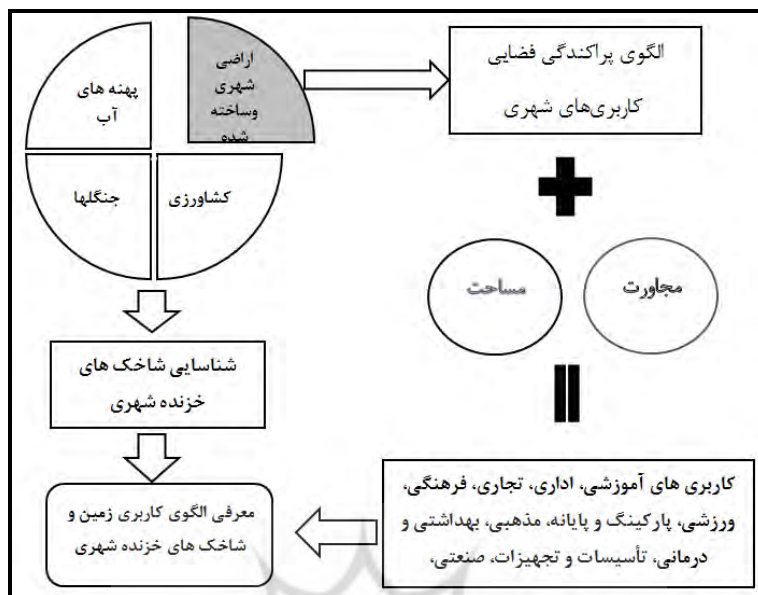 اراضی
شهری
وساخته
شده
پهنه های
آب
کشاورزی
جنگلها
الگوی پراکندگی فضایی
کاربری‌های شهری
مجاورت
مساحت
شناسایی شاخک های
خزنده شهری
کاربری های آموزشی، اداری، تجاری، فرهنگی،
ورزشی، پارکینگ و پایانه، مذهبی، بهداشتی و
درمانی، تأسیسات و تجهیزات، صنعتی،
معرفی الگوی کاربری زمین و
شاخک های خزنده شهری